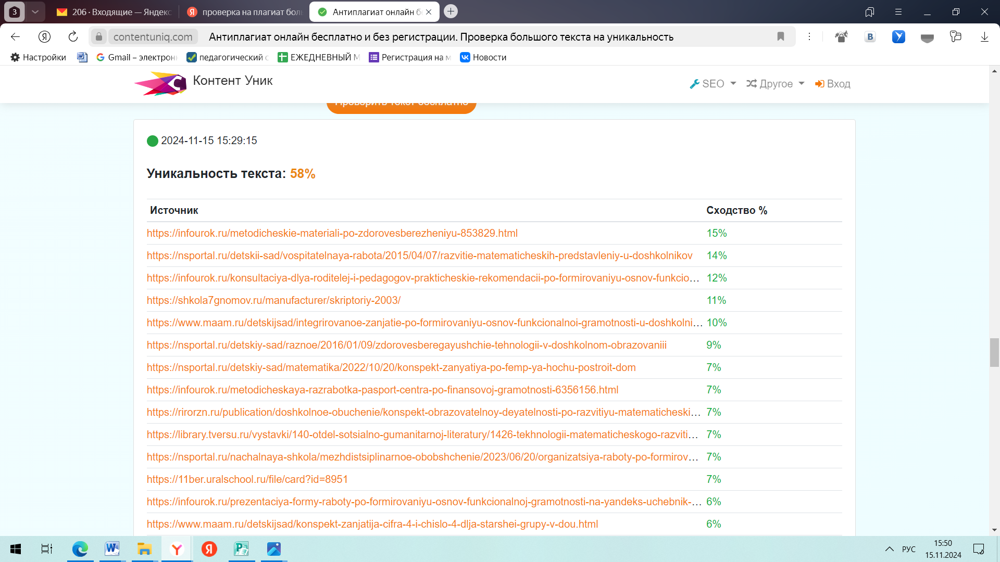 3
206 · Входящие — Яндекс
проверка на плагиат боль
Антиплагиат онлайн б
contentuniq.com
Антиплагиат онлайн бесплатно и без регистрации. Проверка большого текста на уникальность
Настройки
Gmail – электрон
педагогический с
ЕЖЕДНЕВНЫЙ М
Регистрация на м
Новости
Контент Уник
SEO
Другое
Вход
Проверить текст бесплатно
2024-11-15 15:29:15
Уникальность текста: 58%
Источник Сходство %
https://infourok.ru/metodicheskie-materiali-po-zdorovesberezheniyu-853829.html 15%
https://nsportal.ru/detskii-sad/vospitatelnaya-rabota/2015/04/07/razvitie-matematicheskih-predstavleniy-u-doshkolnikov 14%
https://infourok.ru/konsultaciya-dlya-roditelej-i-pedagogov-prakticheskie-rekomendacii-po-formirovaniyu-osnov-funkcio... 12%
https://shkola7gnomov.ru/manufacturer/skriptoriy-2003/ 11%
https://www.maam.ru/detskijsad/integrirovanoe-zanjatie-po-formirovaniyu-osnov-funkcionalnoi-gramotnosti-u-doshkolni... 10%
https://nsportal.ru/detskiy-sad/raznoe/2016/01/09/zdorovesberegayushchie-tehnologii-v-doshkolnom-obrazovaniii 9%
https://nsportal.ru/detskiy-sad/matematika/2022/10/20/konspekt-zanyatiya-po-femp-ya-hochu-postroit-dom 7%
https://infourok.ru/metodicheskaya-razrabotka-pasport-centra-po-finansovoj-gramotnosti-6356156.html 7%
https://rirorzn.ru/publication/doshkolnoe-obuchenie/konspekt-obrazovatelnoy-deyatelnosti-po-razvitiyu-matematicheski... 7%
https://library.tversu.ru/vystavki/140-otdel-sotsialno-gumanitarnoj-literatury/1426-tekhnologii-matematicheskogo-razviti... 7%
https://nsportal.ru/nachalnaya-shkola/mezhdistsiplinarnoe-obobshchenie/2023/06/20/organizatsiya-raboty-po-formirov... 7%
https://11ber.uralschool.ru/file/card?id=8951 7%
https://infourok.ru/prezentaciya-formy-raboty-po-formirovaniyu-osnov-funkcionalnoj-gramotnosti-na-yandeks-uchebnik-... 6%
https://www.maam.ru/detskijsad/konspekt-zanjatija-cifra-4-i-chislo-4-dlja-starshei-grupy-v-dou.html 6%
РУС
15:50
15.11.2024